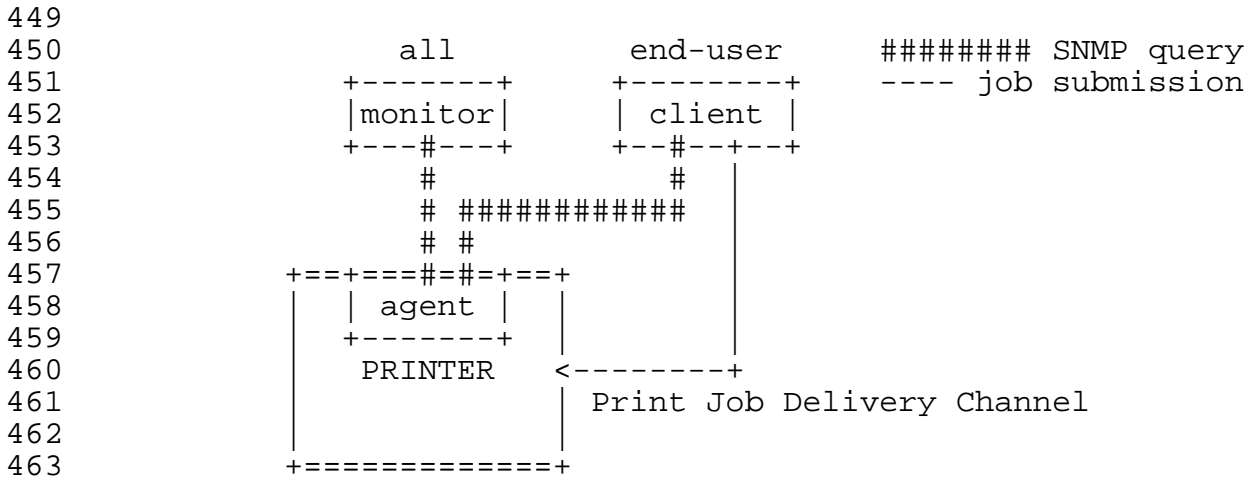 449
450                all          end-user     ######## SNMP query
451             +-------+      +--------+    ---- job submission
452             |monitor|      | client |
453             +---#---+      +--#--+--+
454                 #             #  |
455                 # ############   |
456                 # #              |
457          +==+===#=#=+==+         |
458          |  | agent |  |         |
459          |  +-------+  |         |
460          |   PRINTER   <--------+
461          |             | Print Job Delivery Channel
462          |             |
463          +=============+